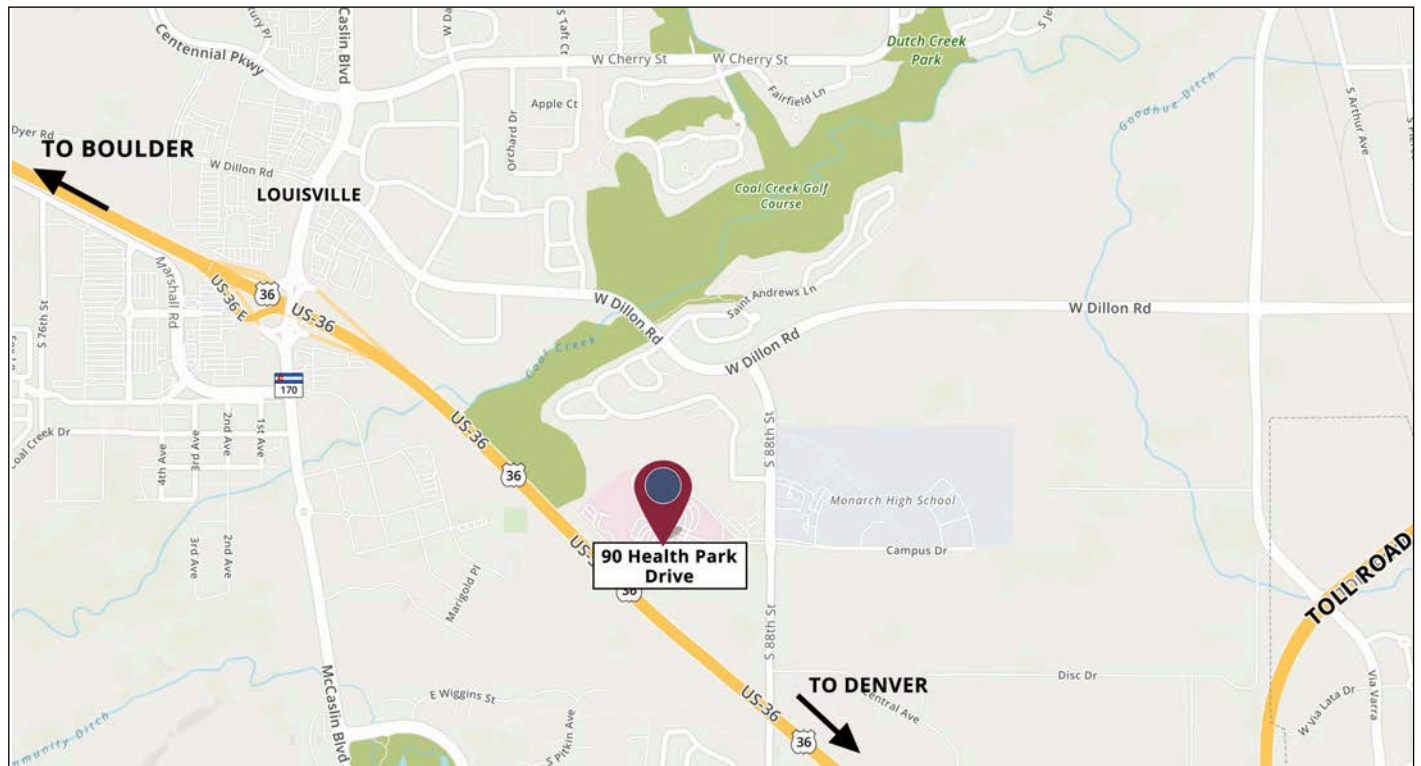 Centennial Pkwy
Caslin Blvd
S Taft Ct
W Cherry St
W Cherry St
Dutch Creek
Park
Fairfield Ln
Apple Ct
Orchard Dr
Goodhue Ditch
S Arthur Ave
Dyer Rd
TO BOULDER
W Dillon Rd
LOUISVILLE
Coal Creek Golf
Course
Marshall Rd
US-36 E
36
US-36
S 76th St
170
W Dillon Rd
Saint Andrews Ln
W Dillon Rd
W Dillon Rd
Coal Creek
2nd Ave
1st Ave
3rd Ave
4th Ave
Coal Creek Dr
US-36
36
S 88th St
Monarch High School
90 Health Park
Drive
36
Campus Dr
3rd Ave
2nd Ave
Marigold Pl
TOLL ROAD
S 88th St
Disc Dr
TO DENVER
Central Ave
US-36
36
McCaslin Blvd
E Wiggins St
S Pitkin Ave
W Via Lata Dr
Via Varra
mmunity Ditch